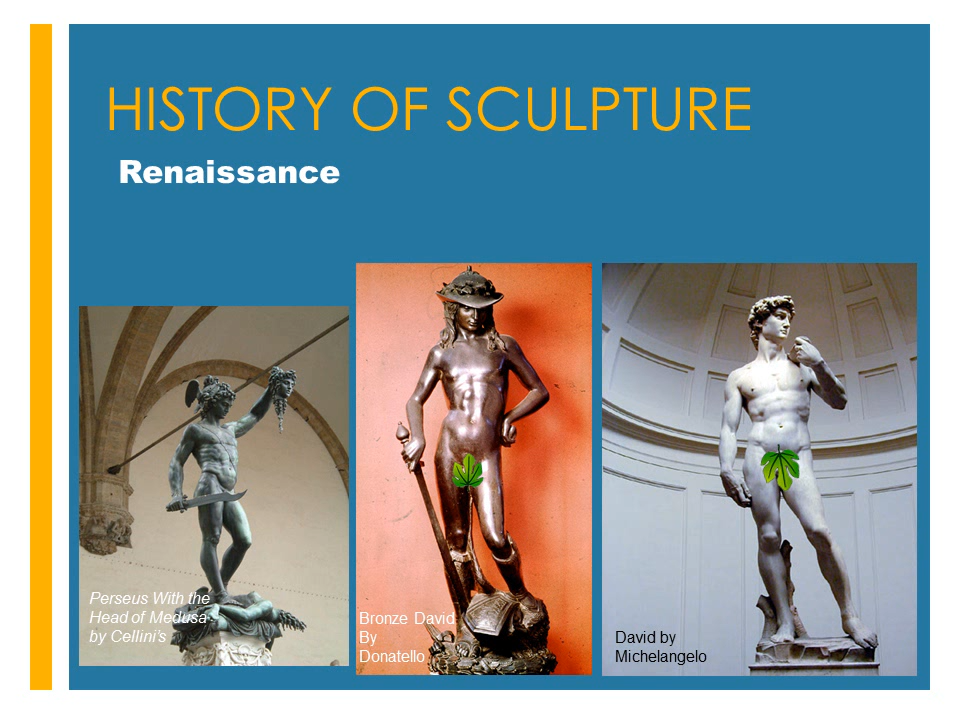 HISTORY OF SCULPTURE
Renaissance
Perseus With the
Head of Medusa
by Cellini's
Bronze David
By
Donatello
David by
Michelangelo